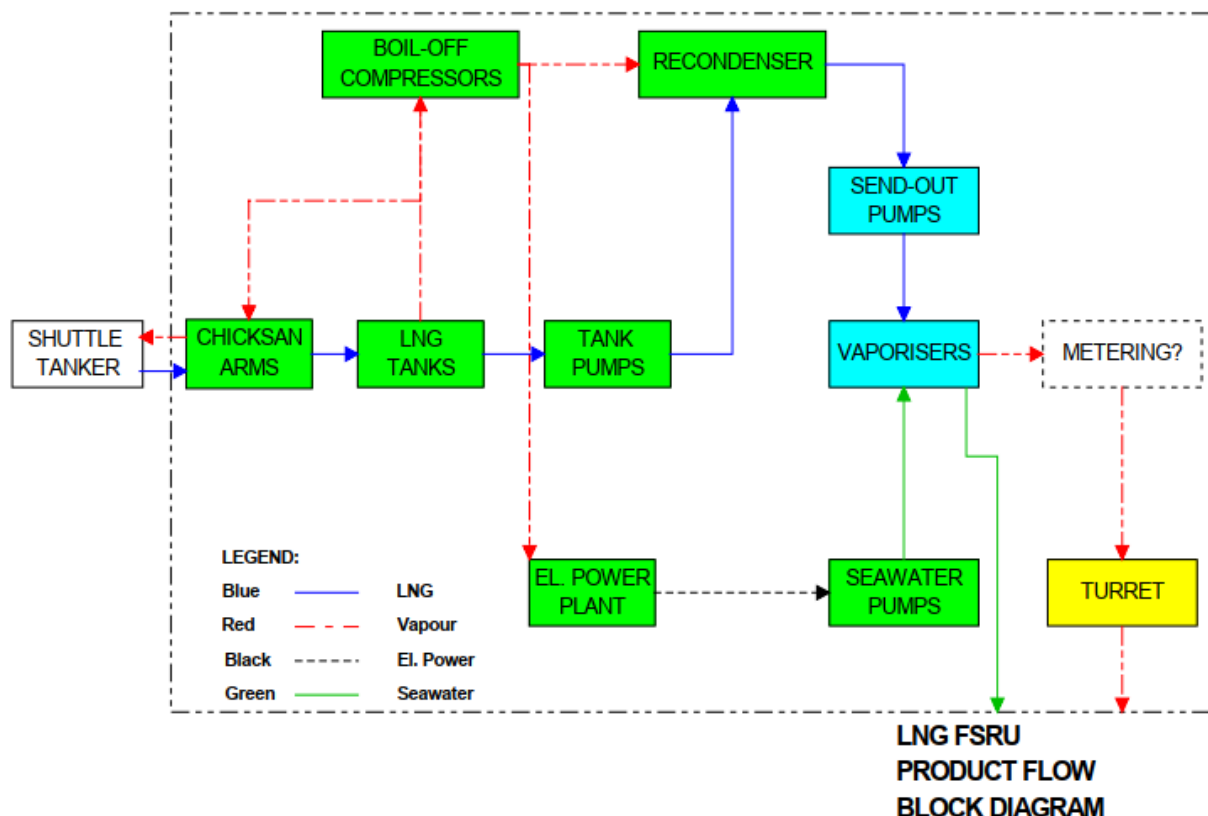 BOIL-OFF
COMPRESSORS
RECONDENSER
SEND-OUT
PUMPS
SHUTTLE
TANKER
CHICKSAN
ARMS
LNG
TANKS
TANK
PUMPS
VAPORISERS
METERING?
EL. POWER
PLANT
SEAWATER
PUMPS
TURRET
LEGEND:
Blue LNG
Red Vapour
Black El. Power
Green Seawater
LNG FSRU
PRODUCT FLOW
BLOCK DIAGRAM